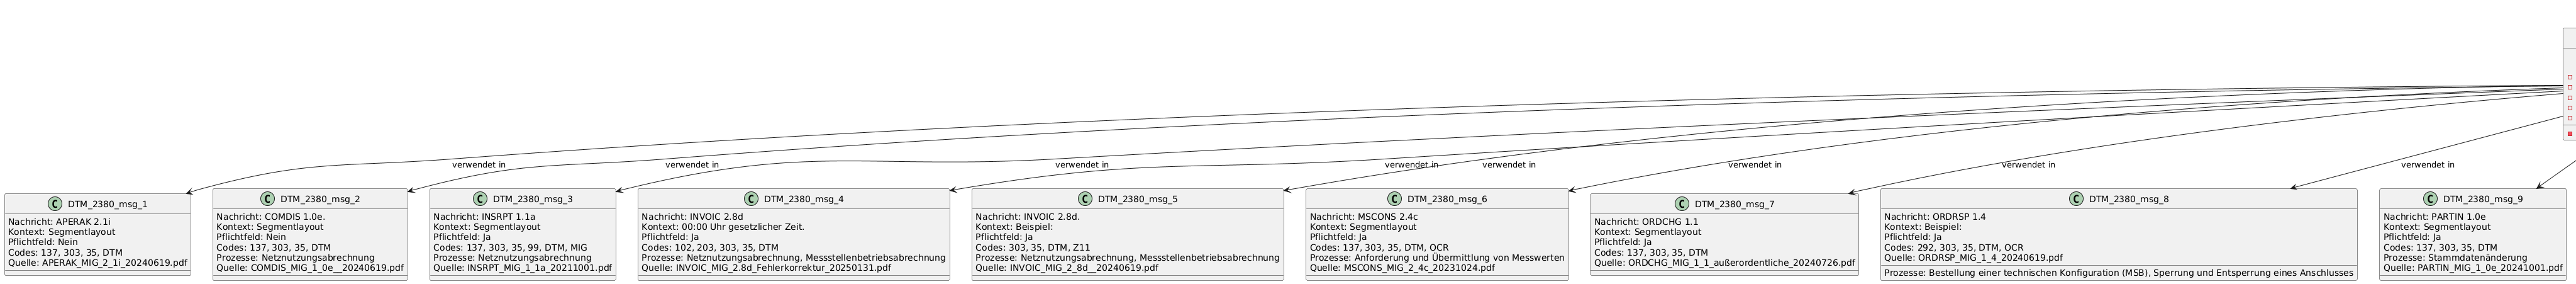 verwendet in
verwendet in
verwendet in
verwendet in
verwendet in
verwendet in
verwendet in
verwendet in
C DTM_2380_msg_1
Nachricht: APERAK 2.1i
Kontext: Segmentlayout
Pflichtfeld: Nein
Codes: 137, 303, 35, DTM
Quelle: APERAK_MIG_2_1i_20240619.pdf
C DTM_2380_msg_2
Nachricht: COMDIS 1.0e.
Kontext: Segmentlayout
Pflichtfeld: Nein
Codes: 137, 303, 35, DTM
Prozesse: Netznutzungsabrechnung
Quelle: COMDIS_MIG_1_0e__20240619.pdf
C DTM_2380_msg_3
Nachricht: INSRPT 1.1a
Kontext: Segmentlayout
Pflichtfeld: Ja
Codes: 137, 303, 35, 99, DTM, MIG
Prozesse: Netznutzungsabrechnung
Quelle: INSRPT_MIG_1_1a_20211001.pdf
C DTM_2380_msg_4
Nachricht: INVOIC 2.8d
Kontext: 00:00 Uhr gesetzlicher Zeit.
Pflichtfeld: Ja
Codes: 102, 203, 303, 35, DTM
Prozesse: Netznutzungsabrechnung, Messstellenbetriebsabrechnung
Quelle: INVOIC_MIG_2.8d_Fehlerkorrektur_20250131.pdf
C DTM_2380_msg_5
Nachricht: INVOIC 2.8d.
Kontext: Beispiel:
Pflichtfeld: Ja
Codes: 303, 35, DTM, Z11
Prozesse: Netznutzungsabrechnung, Messstellenbetriebsabrechnung
Quelle: INVOIC_MIG_2_8d__20240619.pdf
C DTM_2380_msg_6
Nachricht: MSCONS 2.4c
Kontext: Segmentlayout
Pflichtfeld: Ja
Codes: 137, 303, 35, DTM, OCR
Prozesse: Anforderung und Übermittlung von Messwerten
Quelle: MSCONS_MIG_2_4c_20231024.pdf
C DTM_2380_msg_7
Nachricht: ORDCHG 1.1
Kontext: Segmentlayout
Pflichtfeld: Ja
Codes: 137, 303, 35, DTM
Quelle: ORDCHG_MIG_1_1_außerordentliche_20240726.pdf
C DTM_2380_msg_8
Nachricht: ORDRSP 1.4
Kontext: Beispiel:
Pflichtfeld: Ja
Codes: 292, 303, 35, DTM, OCR
Quelle: ORDRSP_MIG_1_4_20240619.pdf
Prozesse: Bestellung einer technischen Konfiguration (MSB), Sperrung und Entsperrung eines Anschlusses
C DTM_2380_msg_9
Nachricht: PARTIN 1.0e
Kontext: Segmentlayout
Pflichtfeld: Ja
Codes: 137, 303, 35, DTM
Prozesse: Stammdatenänderung
Quelle: PARTIN_MIG_1_0e_20241001.pdf